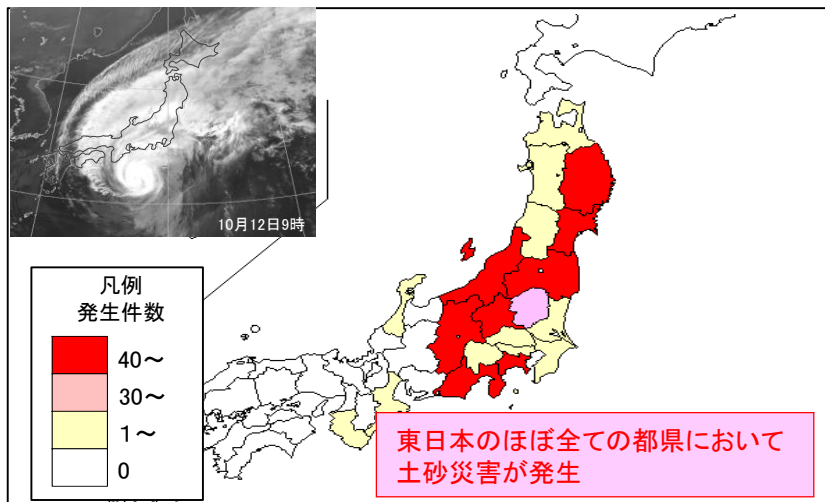 10月12日9時
凡例
発生件数
40～
30～
1～
0
東日本のほぼ全ての都県において
土砂災害が発生